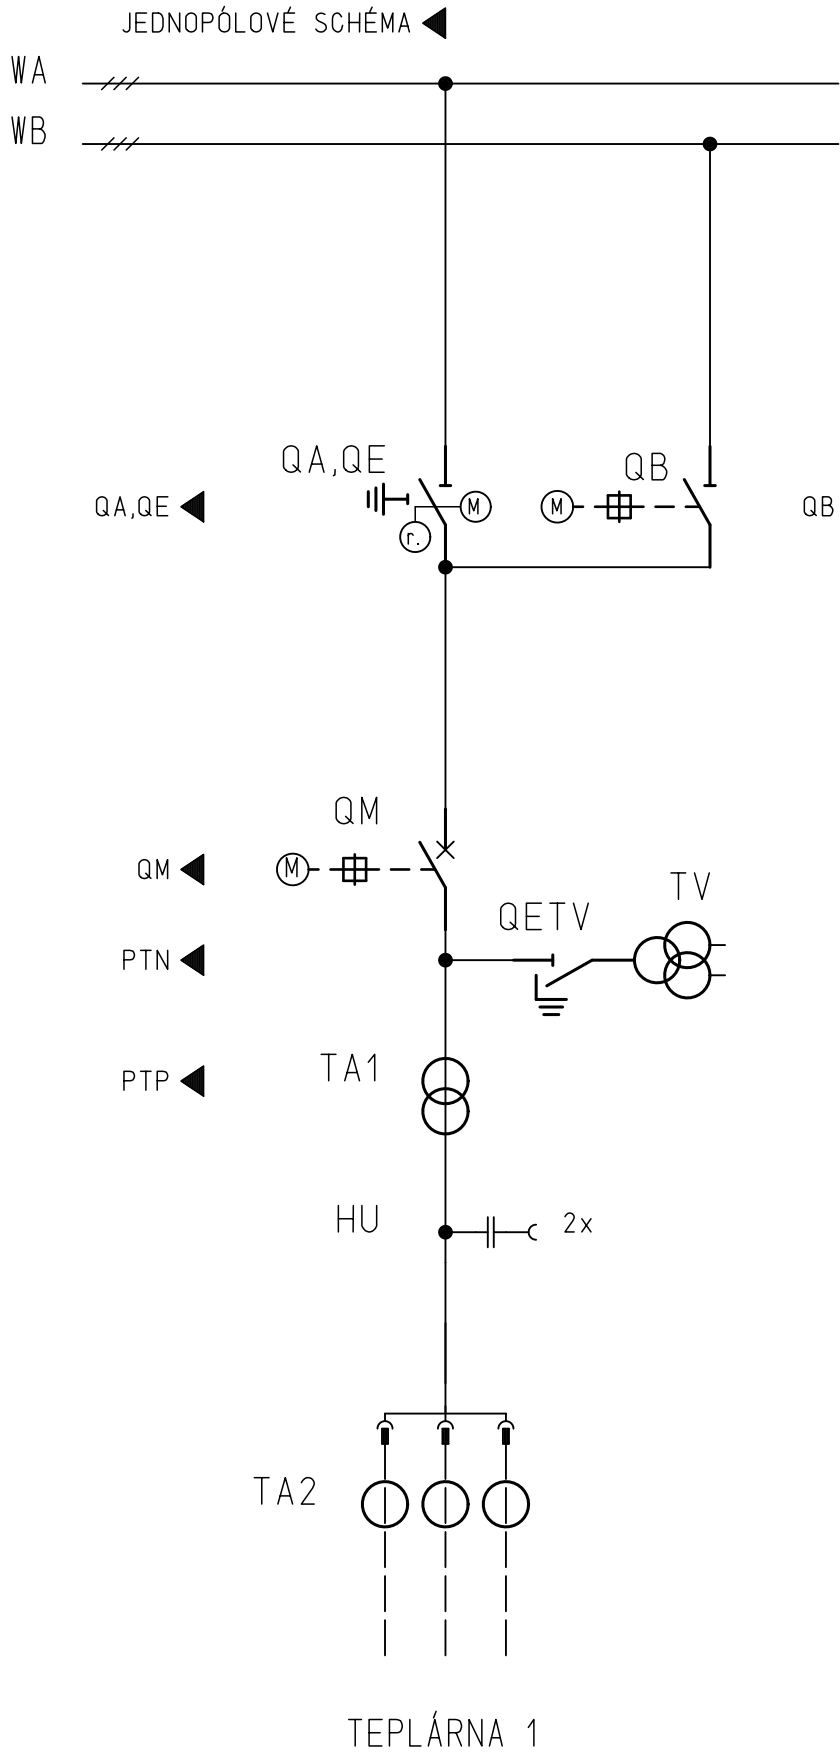 JEDNOPÓLOVÉ SCHÉMA
WA
WB
QA,QE
QB
QA,QE
M
M
QB
r.
QM
QM
M
TV
QETV
PTN
TA1
PTP
HU
2x
TA2
TEPLÁRNA 1